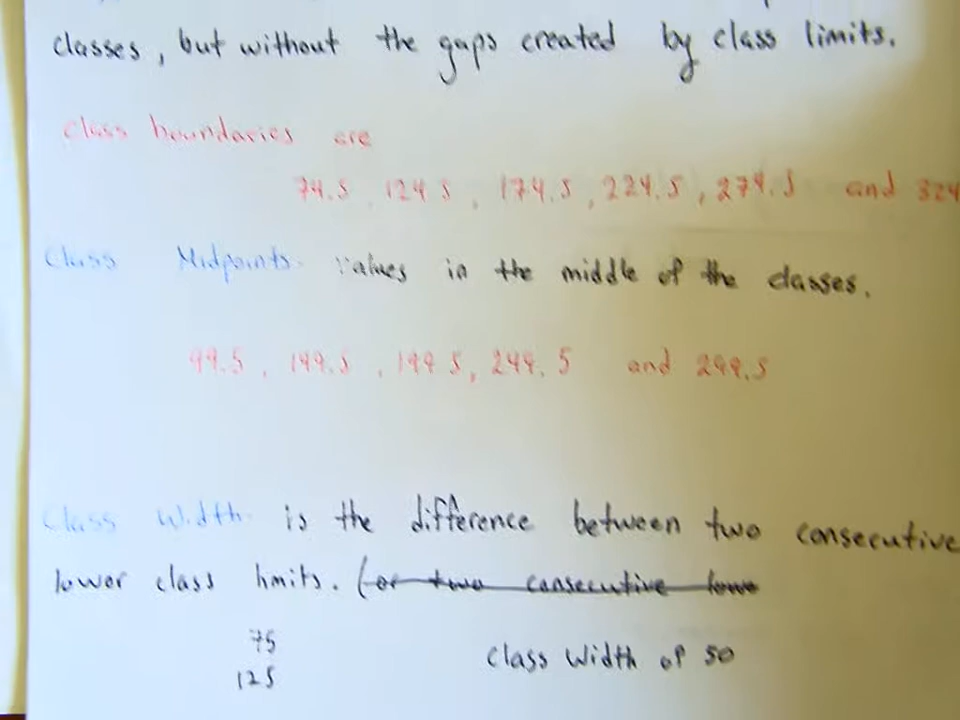 classes, but without the gaps created by class limits.
Class boundaries are
74.5, 124.5, 174.5, 224.5, 274.5 and 324
Class Midpoints values in the middle of the classes.
99.5, 149.5, 199.5, 249.5 and 299.5
Class Width is the difference between two consecutive
lower class limits. (or two consecutive lowe
75
125 Class Width of 50